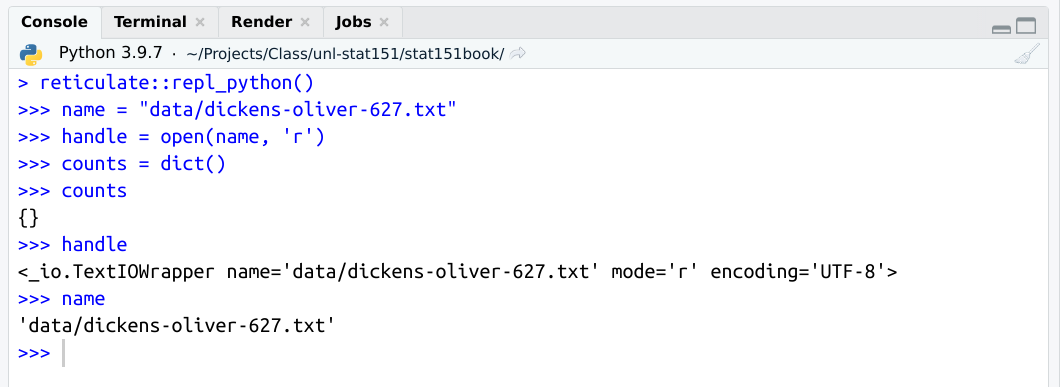 Console Terminal × Render × Jobs ×
Python 3.9.7 · ~/Projects/Class/unl-stat151/stat151book/
> reticulate::repl_python()
>>> name = "data/dickens-oliver-627.txt"
>>> handle = open(name, 'r')
>>> counts = dict()
>>> counts
{}
>>> handle
<_io.TextIOWrapper name='data/dickens-oliver-627.txt' mode='r' encoding='UTF-8'>
>>> name
'data/dickens-oliver-627.txt'
>>>